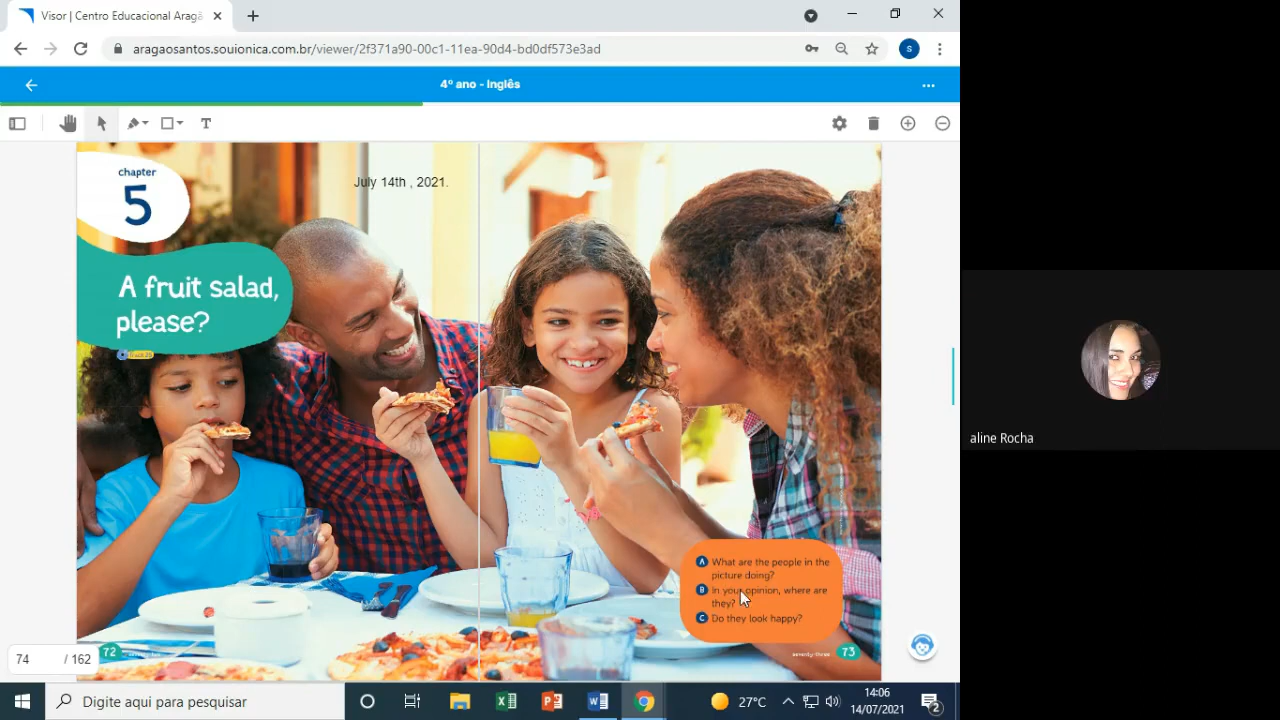 Visor | Centro Educacional Aragã
aragaosantos.souionica.com.br/viewer/2f371a90-00c1-11ea-90d4-bd0df573e3ad
s
4º ano - Inglês
T
chapter
5
July 14th , 2021.
A fruit salad,
please?
A What are the people in the
picture doing?
B In your opinion, where are
they?
C Do they look happy?
72
seventy-three 73
74 / 162
aline Rocha
Digite aqui para pesquisar
27°C
14:06
14/07/2021
2